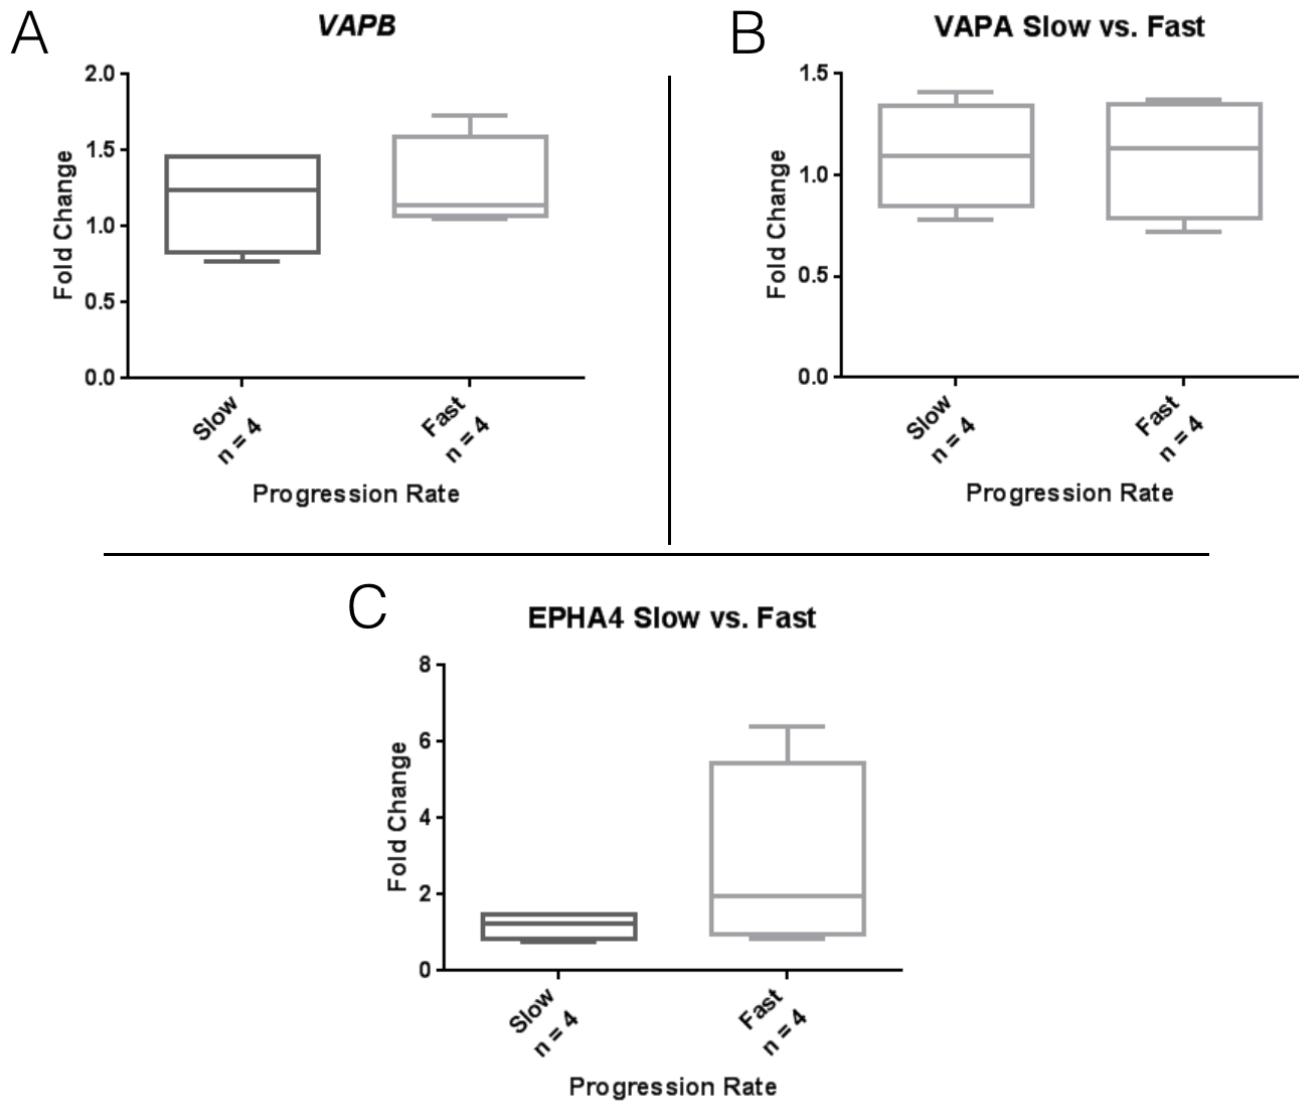 A
VAPB
2.0
1.5
1.0
0.5
0.0
Fold Change
Slow
n = 4
Fast
n = 4
Progression Rate
B
VAPA Slow vs. Fast
1.5
1.0
0.5
0.0
Fold Change
Slow
n = 4
Fast
n = 4
Progression Rate
C
EPHA4 Slow vs. Fast
8
6
4
2
0
Fold Change
Slow
n = 4
Fast
n = 4
Progression Rate